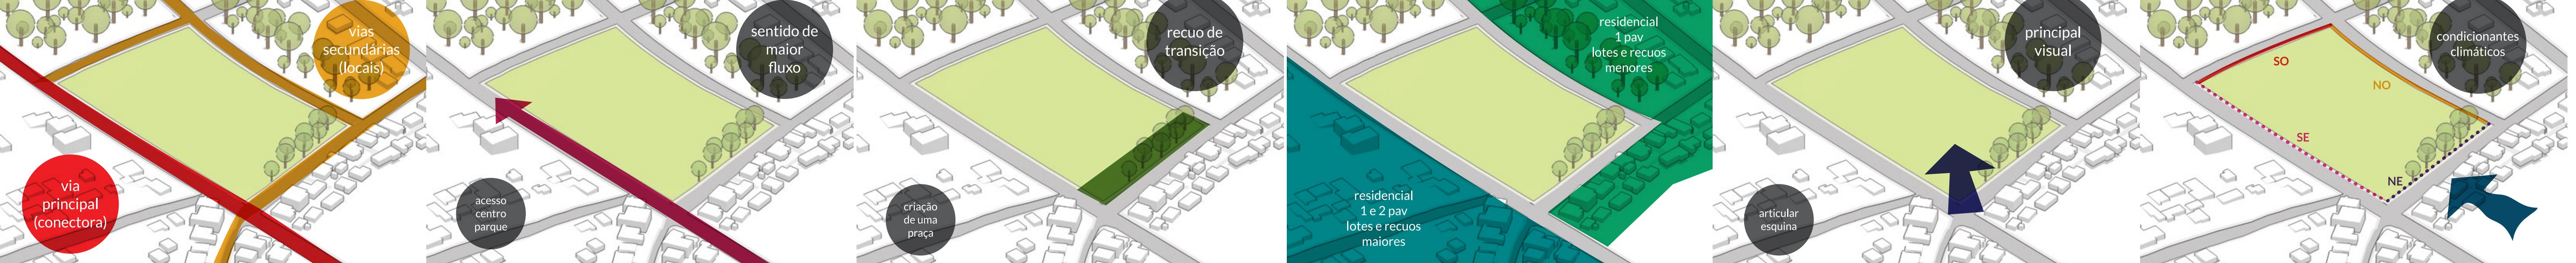 vias
secundárias
(locais)
via
principal
(conectora)
sentido de
maior
fluxo
acesso
centro
parque
recuo de
transição
criação
de uma
praça
residencial
1 pav
lotes e recuos
menores
residencial
1 e 2 pav
lotes e recuos
maiores
principal
visual
articular
esquina
condicionantes
climáticos
SO
NO
SE
NE